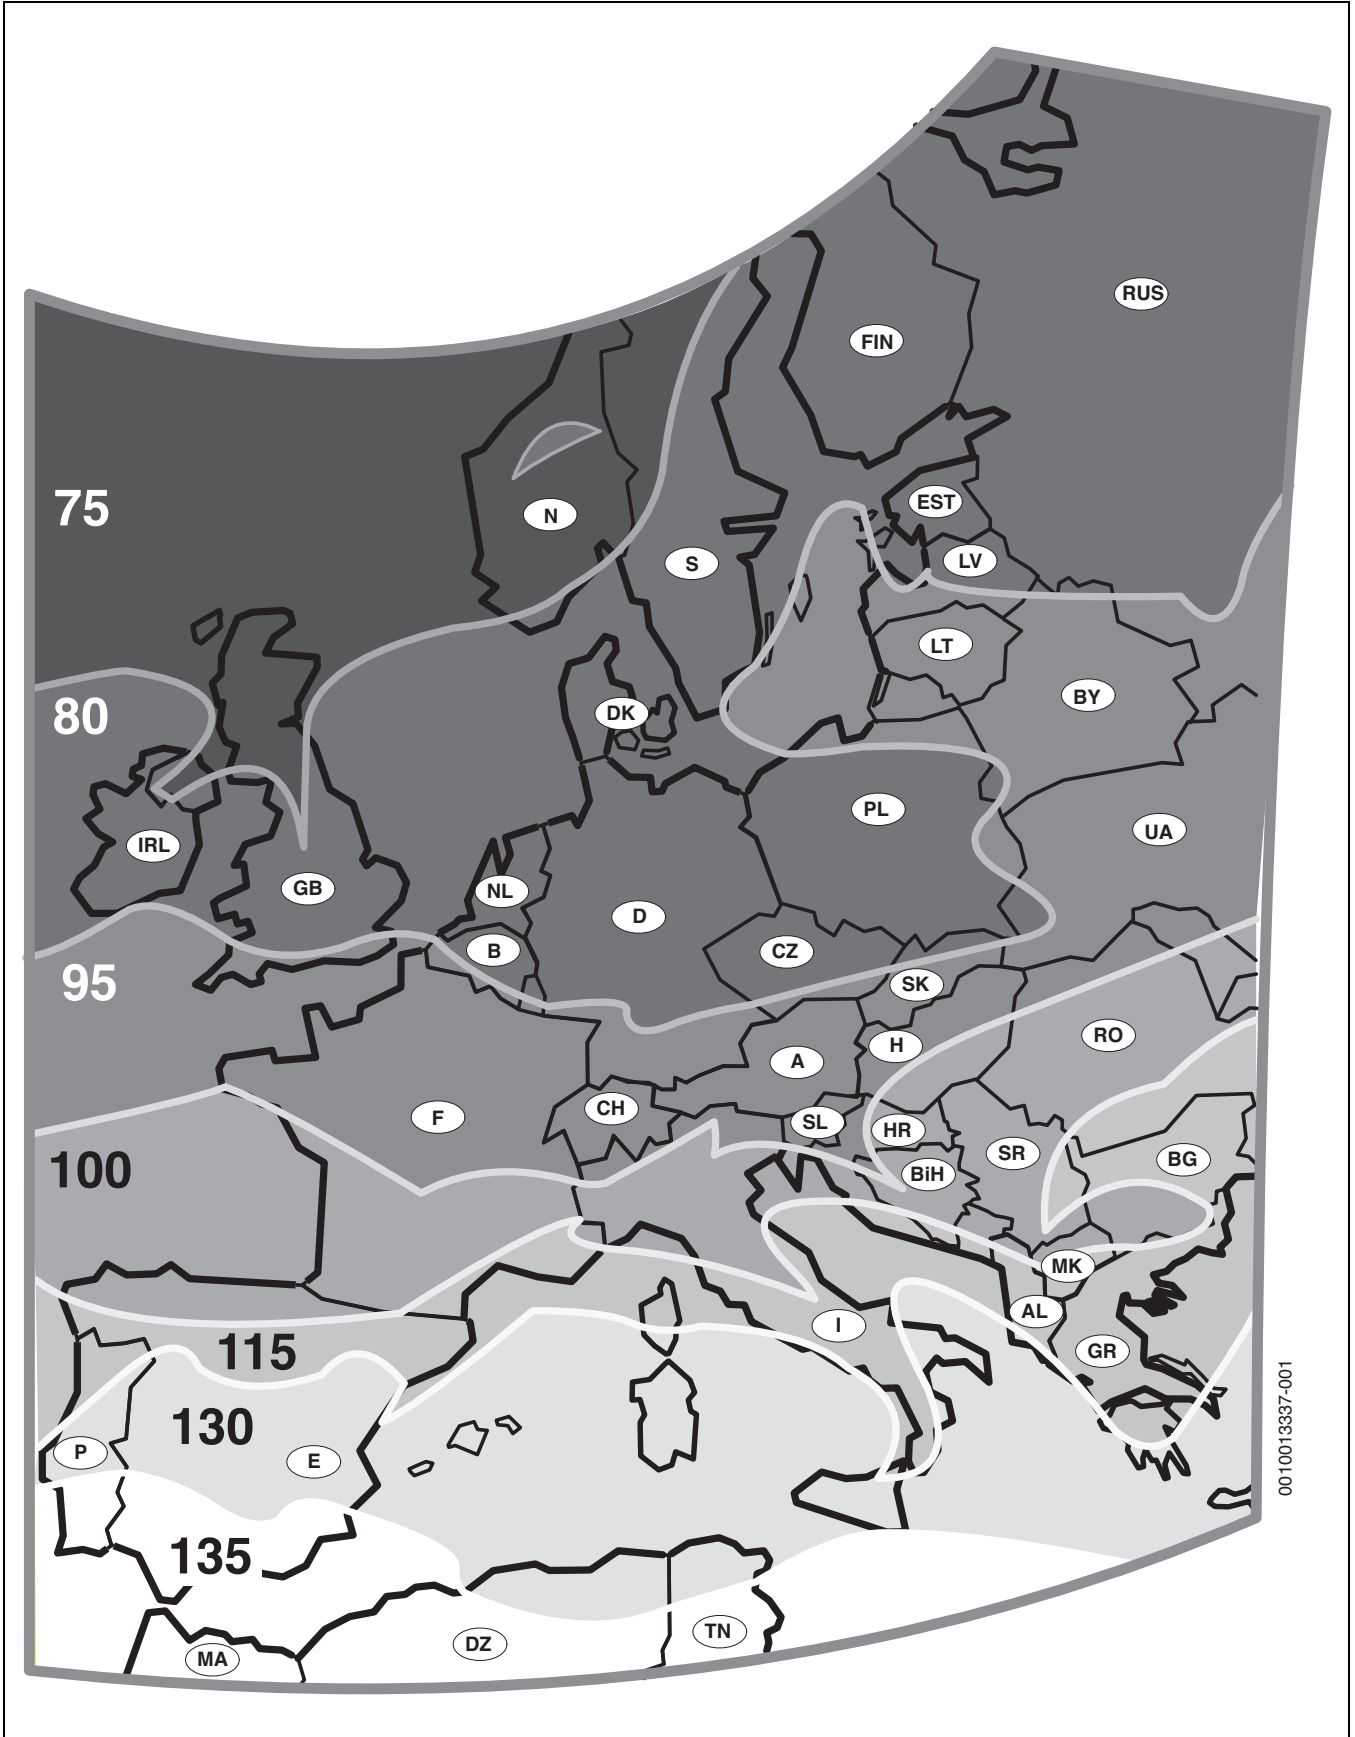 RUS
FIN
75
N
EST
S
LV
LT
80
DK
BY
PL
UA
IRL
GB
NL
D
B
CZ
95
SK
RO
H
A
F
CH
SL
HR
100
SR
BG
BiH
MK
AL
I
115
GR
130
P
E
135
TN
DZ
MA
0010013337-001